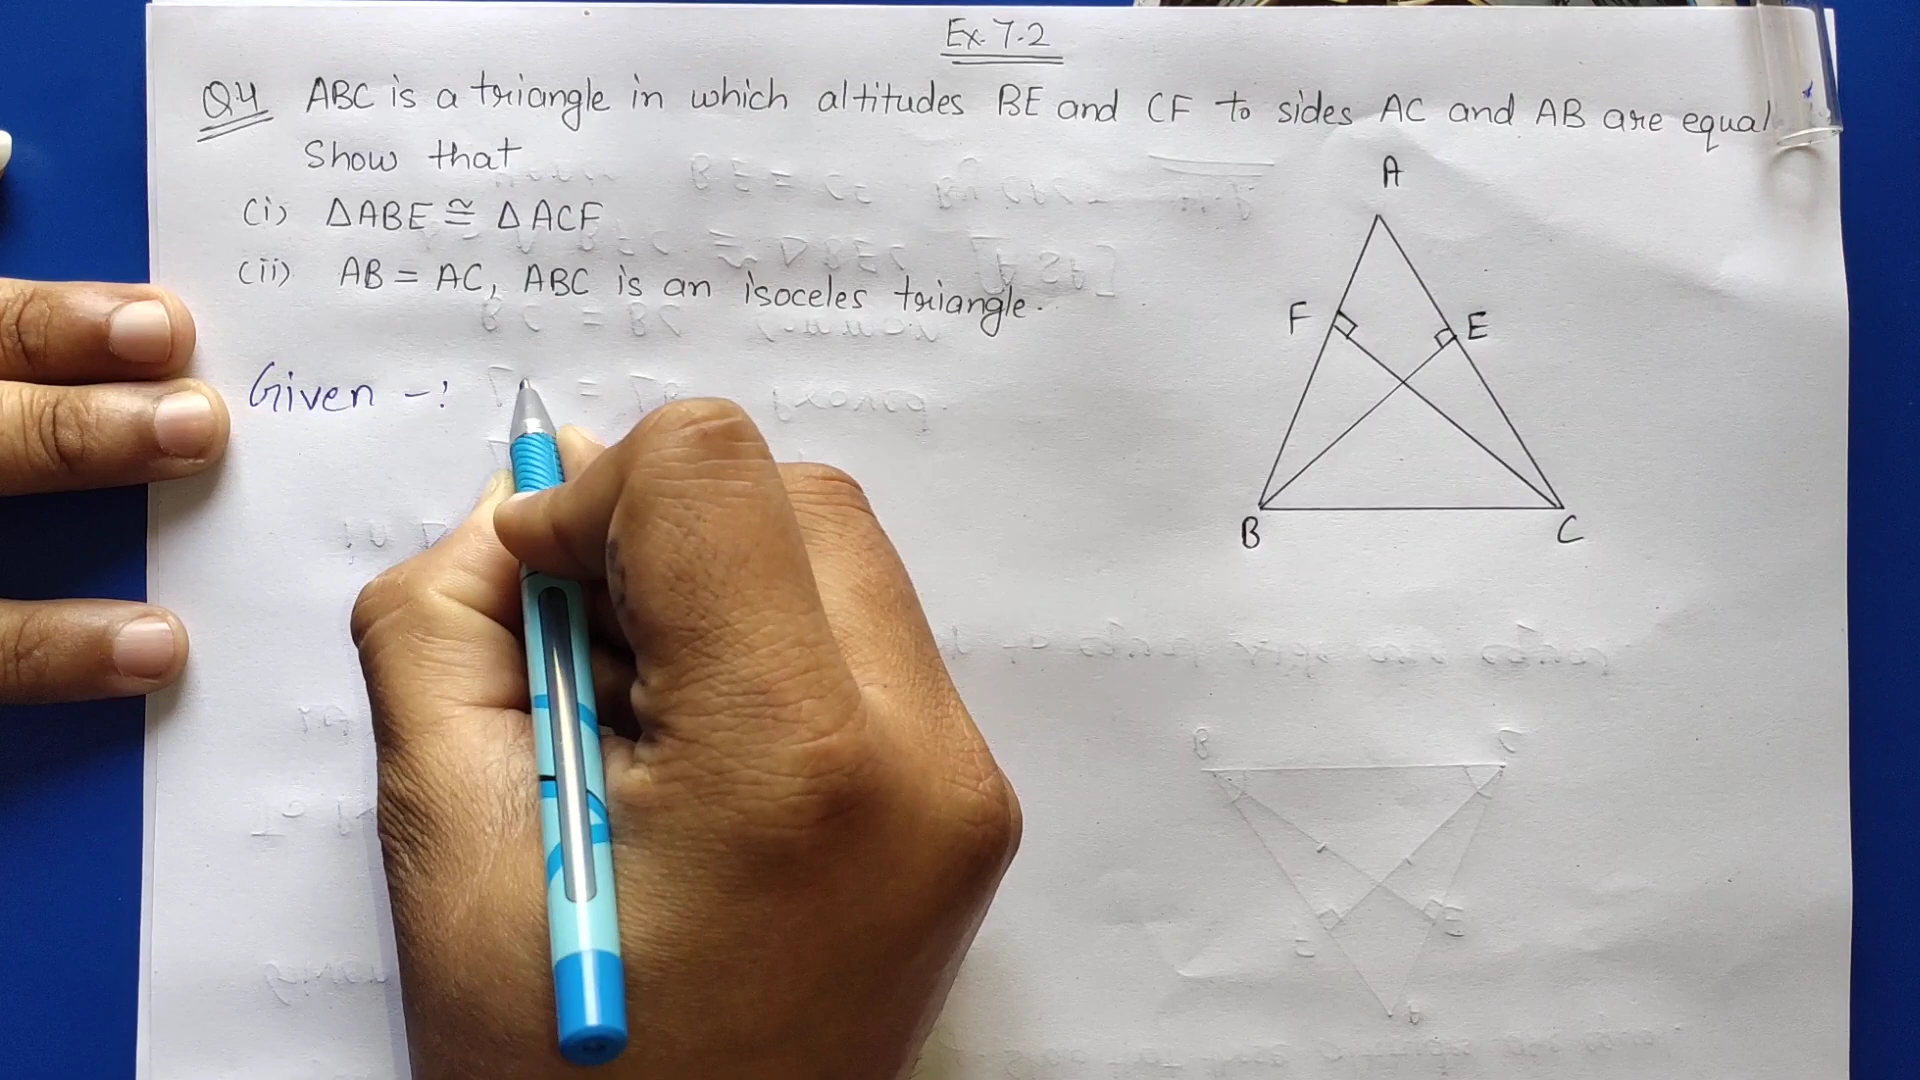 Ex. 7.2
Q.4 ABC is a triangle in which altitudes BE and CF to sides AC and AB are equal.
Show that
(i) ΔABE ≅ ΔACF
(ii) AB = AC, ABC is an isoceles triangle.
Given -:
A
F
E
B
C